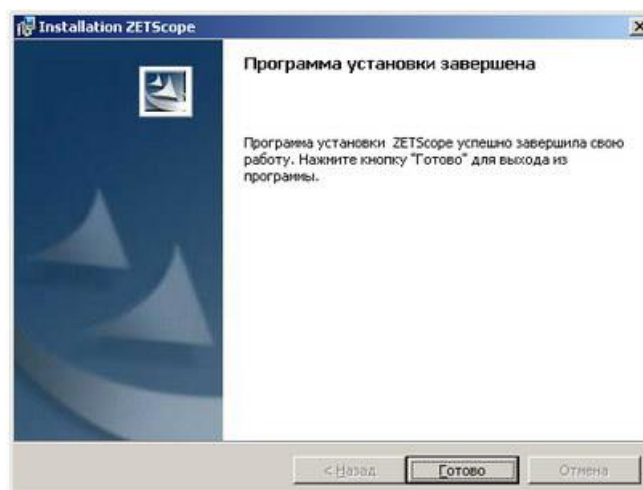 Installation ZETScope
Программа установки завершена
Программа установки ZETScope успешно завершила свою
работу. Нажмите кнопку "Готово" для выхода из
программы.
< Назад
Готово
Отмена